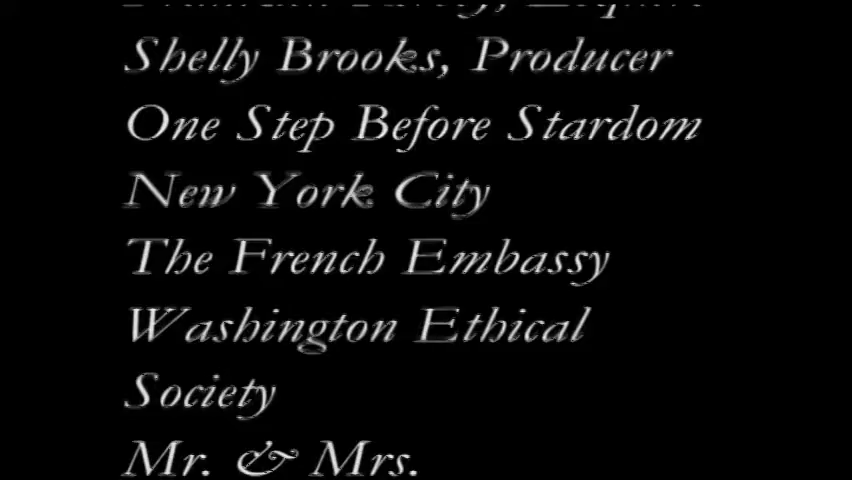 Shelly Brooks, Producer
One Step Before Stardom
New York City
The French Embassy
Washington Ethical
Society
Mr. & Mrs.